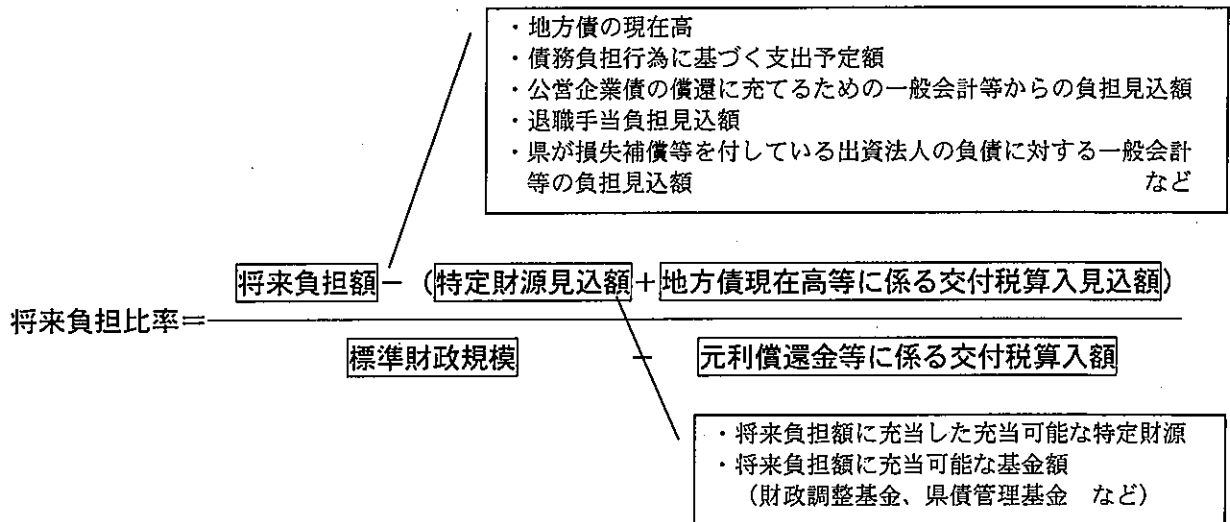 ・地方債の現在高
・債務負担行為に基づく支出予定額
・公営企業債の償還に充てるための一般会計等からの負担見込額
・退職手当負担見込額
・県が損失補償等を付している出資法人の負債に対する一般会計
等の負担見込額 など
将来負担額－（特定財源見込額＋地方債現在高等に係る交付税算入見込額）
将来負担比率＝
標準財政規模 － 元利償還金等に係る交付税算入額
・将来負担額に充当した充当可能な特定財源
・将来負担額に充当可能な基金額
（財政調整基金、県債管理基金 など）